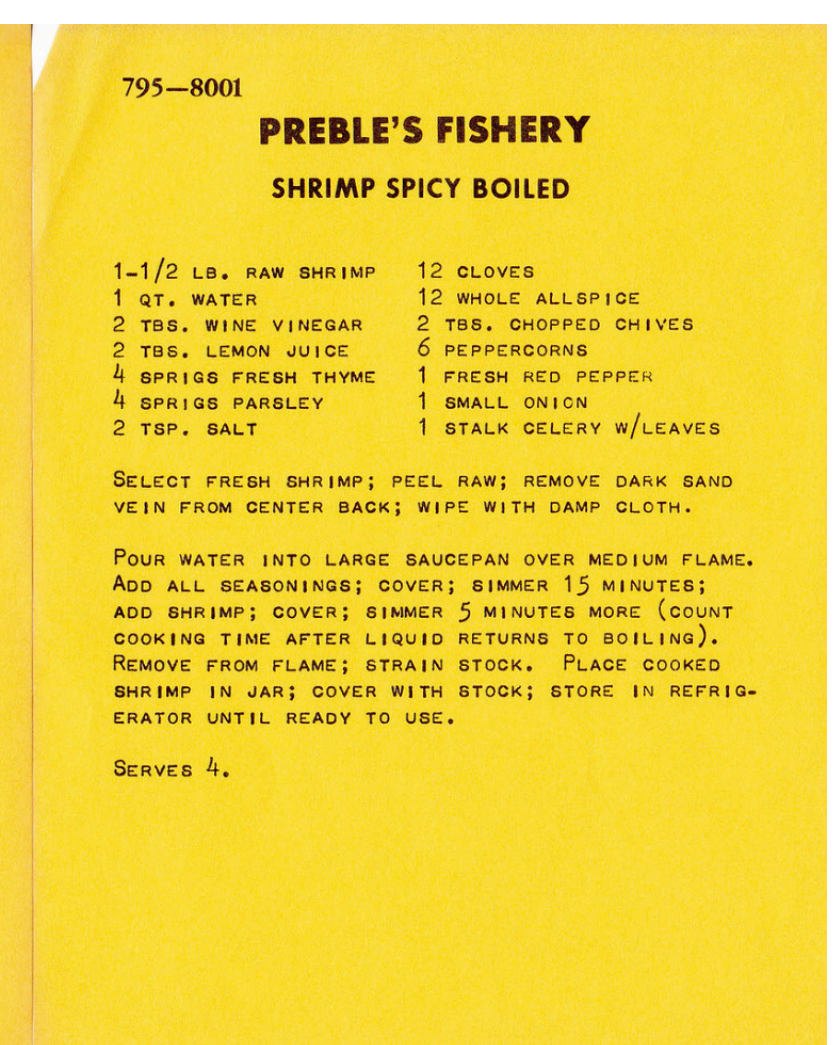 795—8001
PREBLE'S FISHERY
SHRIMP SPICY BOILED
1-1/2 LB. RAW SHRIMP 12 CLOVES
1 QT. WATER 12 WHOLE ALLSPICE
2 TBS. WINE VINEGAR 2 TBS. CHOPPED CHIVES
2 TBS. LEMON JUICE 6 PEPPERCORNS
4 SPRIGS FRESH THYME 1 FRESH RED PEPPER
4 SPRIGS PARSLEY 1 SMALL ONION
2 TSP. SALT 1 STALK CELERY W/LEAVES
SELECT FRESH SHRIMP; PEEL RAW; REMOVE DARK SAND
VEIN FROM CENTER BACK; WIPE WITH DAMP CLOTH.
POUR WATER INTO LARGE SAUCEPAN OVER MEDIUM FLAME.
ADD ALL SEASONINGS; COVER; SIMMER 15 MINUTES;
ADD SHRIMP; COVER; SIMMER 5 MINUTES MORE (COUNT
COOKING TIME AFTER LIQUID RETURNS TO BOILING).
REMOVE FROM FLAME; STRAIN STOCK. PLACE COOKED
SHRIMP IN JAR; COVER WITH STOCK; STORE IN REFRIG-
ERATOR UNTIL READY TO USE.
SERVES 4.